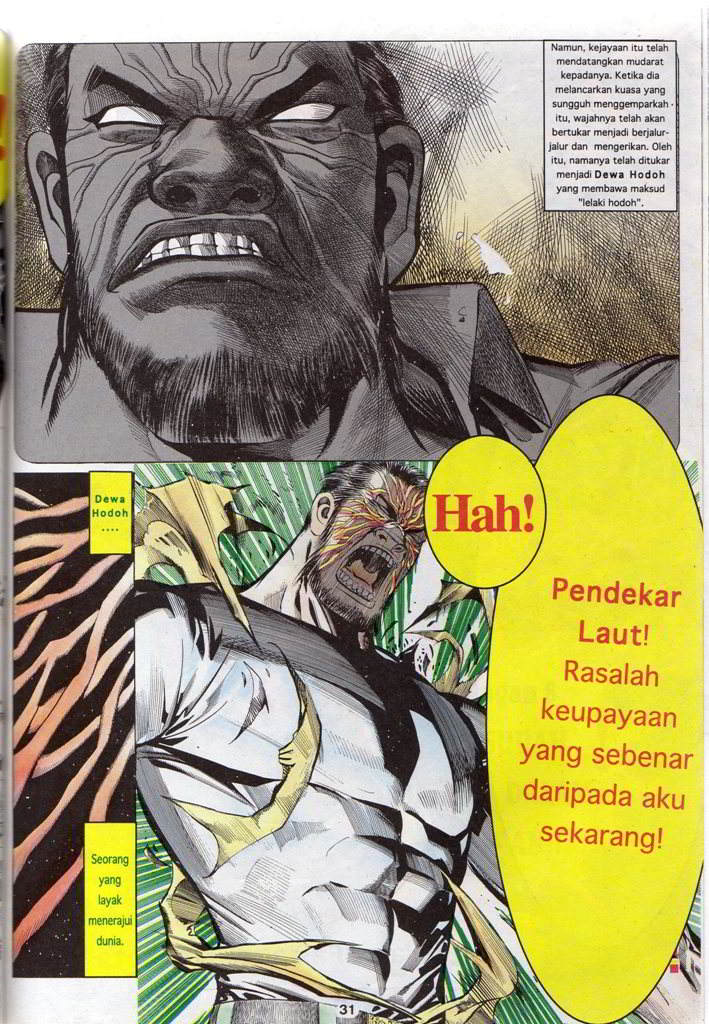 Namun, kejayaan itu telah
mendatangkan mudarat
kepadanya. Ketika dia
melancarkan kuasa yang
sungguh menggemparkah
itu, wajahnya telah akan
bertukar menjadi berjalur-
jalur dan mengerikan. Oleh
itu, namanya telah ditukar
menjadi Dewa Hodoh
yang membawa maksud
"lelaki hodoh".
Dewa
Hodoh
....
Hah!
Pendekar
Laut!
Rasalah
keupayaan
yang sebenar
daripada aku
sekarang!
Seorang
yang
layak
menerajui
dunia.
31